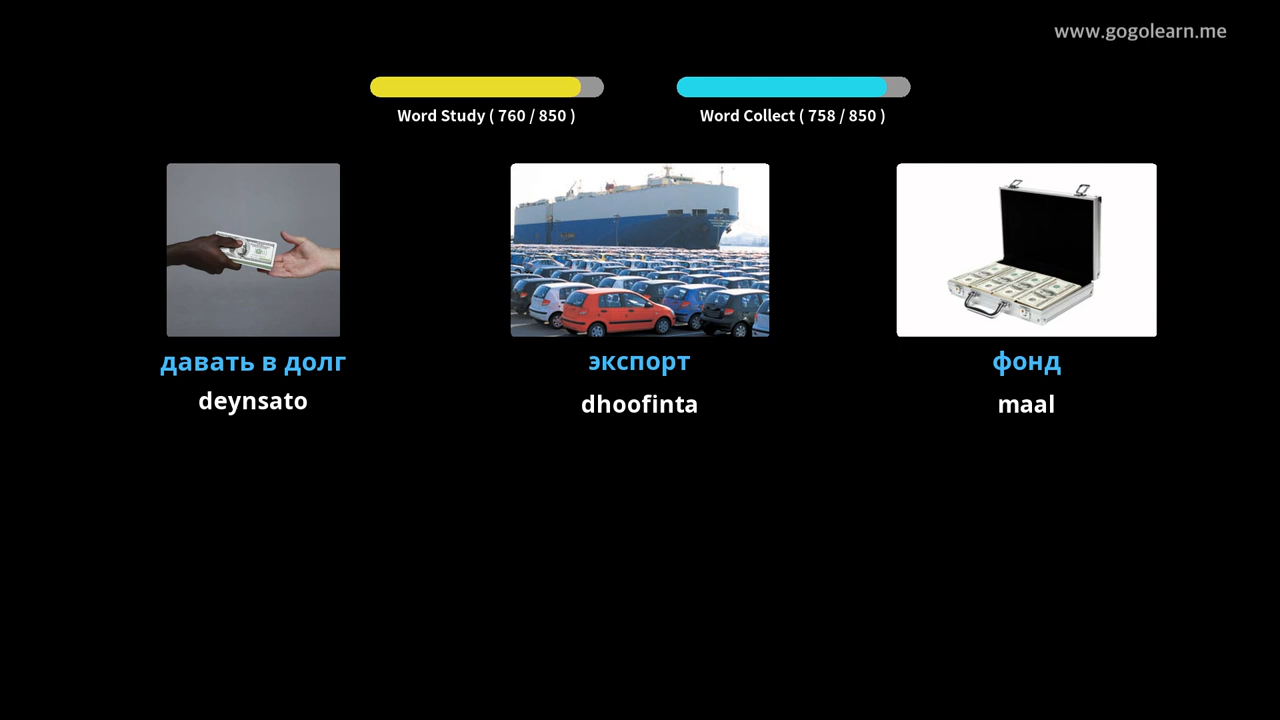 www.gogolearn.me
Word Study ( 760 / 850 )
Word Collect ( 758 / 850 )
давать в долг
экспорт
фонд
deynsato
dhoofinta
maal